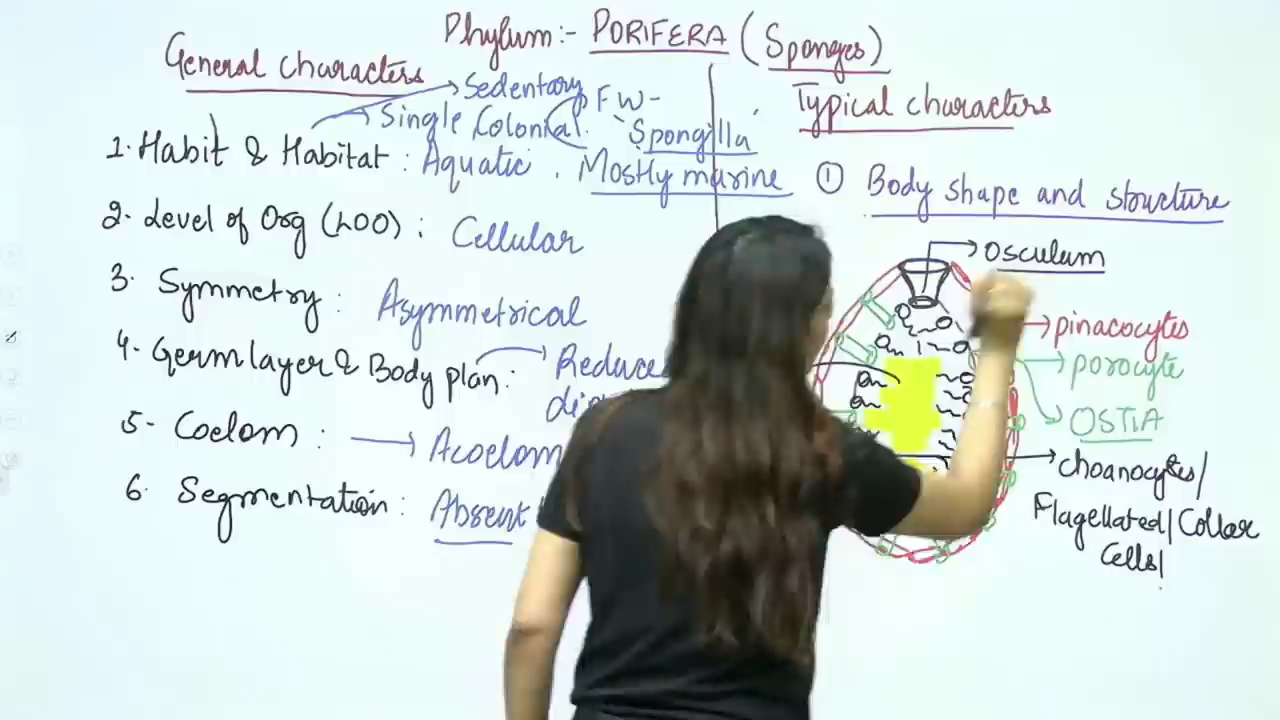 Phylum:- PORIFERA (Sponges)
General characters
Sedentary
Single Colonial.
FW-
"Spongilla"
1. Habit & Habitat : Aquatic . Mostly marine
2. Level of Org (LOO) : Cellular
3. Symmetry : Asymmetrical
4. Germ layer & Body plan :
Reduce
5- Coelom :
Acoelom
6. Segmentation : Absent
Typical characters
① Body shape and structure
Osculum
pinacocytes
porocyte
OSTIA
choanocytes/
Flagellated/Collar
Cells/